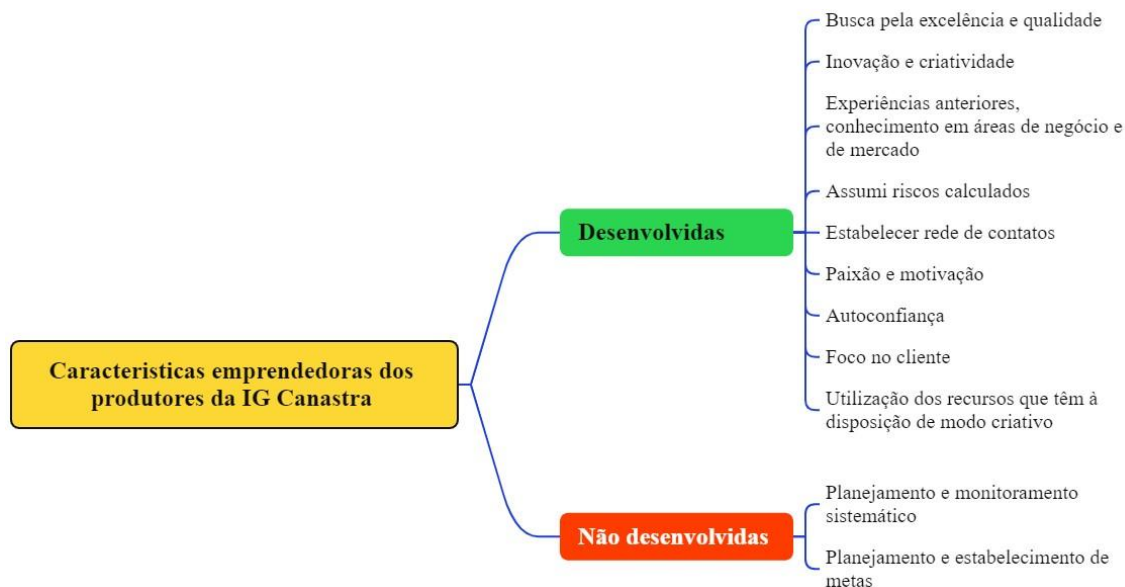 Caracteristicas emprendedoras dos
produtores da IG Canastra
Desenvolvidas
Busca pela excelência e qualidade
Inovação e criatividade
Experiências anteriores,
conhecimento em áreas de negócio e
de mercado
Assumi riscos calculados
Estabelecer rede de contatos
Paixão e motivação
Autoconfiança
Foco no cliente
Utilização dos recursos que têm à
disposição de modo criativo
Não desenvolvidas
Planejamento e monitoramento
sistemático
Planejamento e estabelecimento de
metas